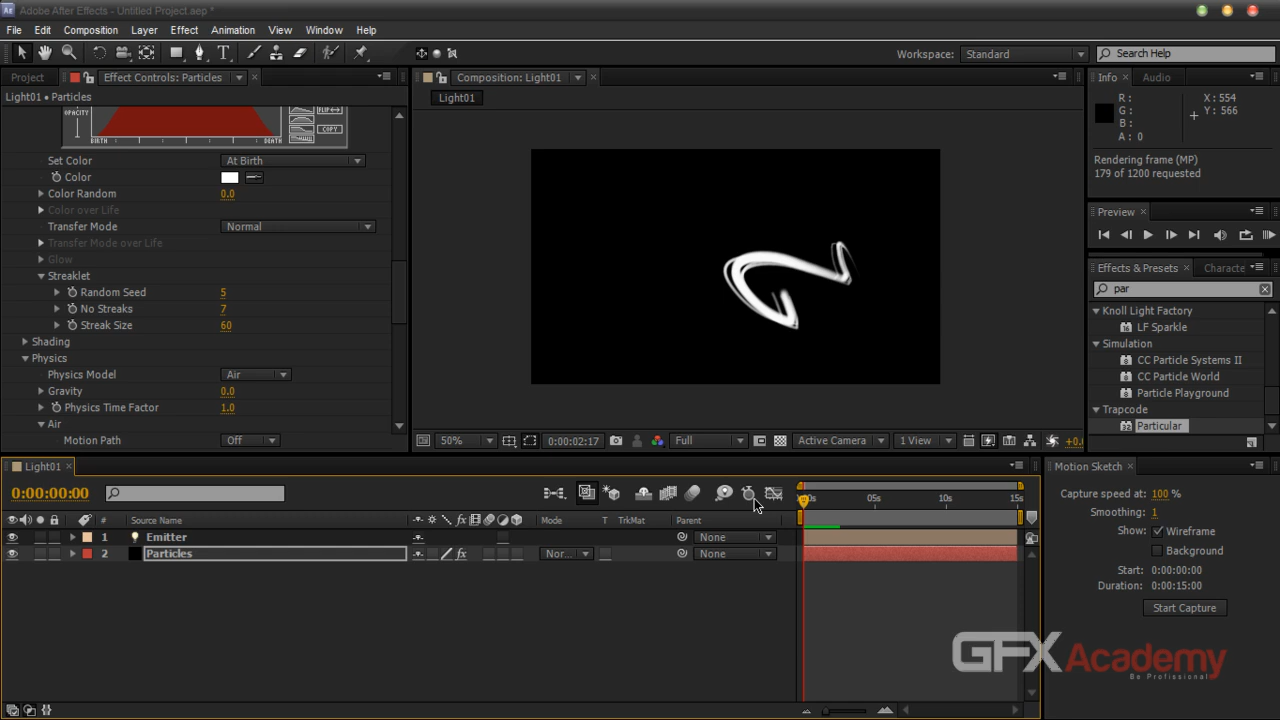 Adobe After Effects - Untitled Project.aep *
File Edit Composition Layer Effect Animation View Window Help
Workspace: Standard Search Help
Project Effect Controls: Particles
Light01 • Particles
OPACITY
FLIP
COPY
BIRTH DEATH
Set Color At Birth
Color
Color Random 0.0
Color over Life
Transfer Mode Normal
Transfer Mode over Life
Glow
Streaklet
Random Seed 5
No Streaks 7
Streak Size 60
Shading
Physics
Physics Model Air
Gravity 0.0
Physics Time Factor 1.0
Air
Motion Path Off
Composition: Light01
Light01
50% 0:00:02:17 Full Active Camera 1 View +0.
Info Audio
R : X : 554
G : Y : 566
B :
A : 0
Rendering frame (MP)
179 of 1200 requested
Preview
Effects & Presets Characte
par
Knoll Light Factory
LF Sparkle
Simulation
CC Particle Systems II
CC Particle World
Particle Playground
Trapcode
Particular
Light01
0:00:00:00
# Source Name Mode T TrkMat Parent
05s 10s 15s
1 Emitter None
2 Particles Nor... None
Motion Sketch
Capture speed at: 100 %
Smoothing: 1
Show: Wireframe
Background
Start: 0:00:00:00
Duration: 0:00:15:00
Start Capture
GFXAcademy
Be Profissional